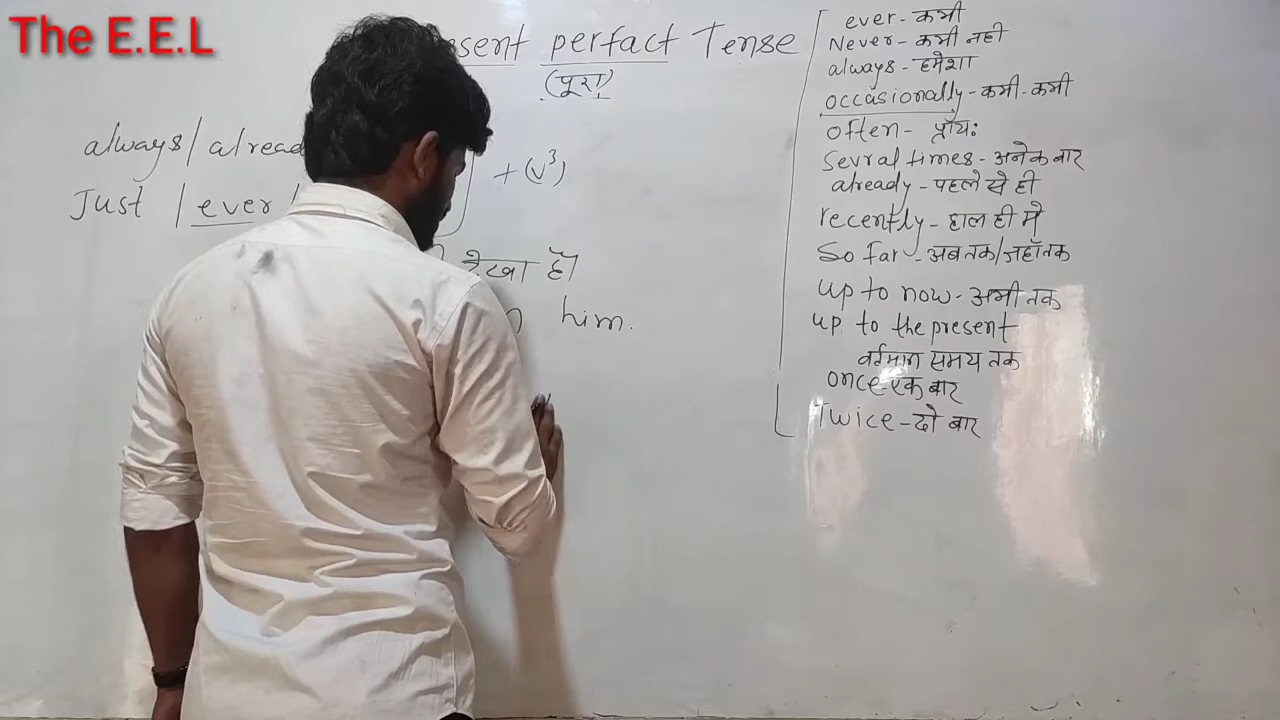 The E.E.L
sent perfact Tense
(पूरा)
always/alread
Just / ever
+ (V³)
देखा है
him.
ever - कभी
Never - कभी नही
always - हमेशा
occasionally - कभी-कभी
often - प्रॉय:
Sevral times - अनेक बार
already - पहले से ही
recently - हाल ही मे
So far - अब तक/जहाँ तक
up to now - अभी तक
up to the present
वर्तमान समय तक
once - एक बार
Twice - दो बार